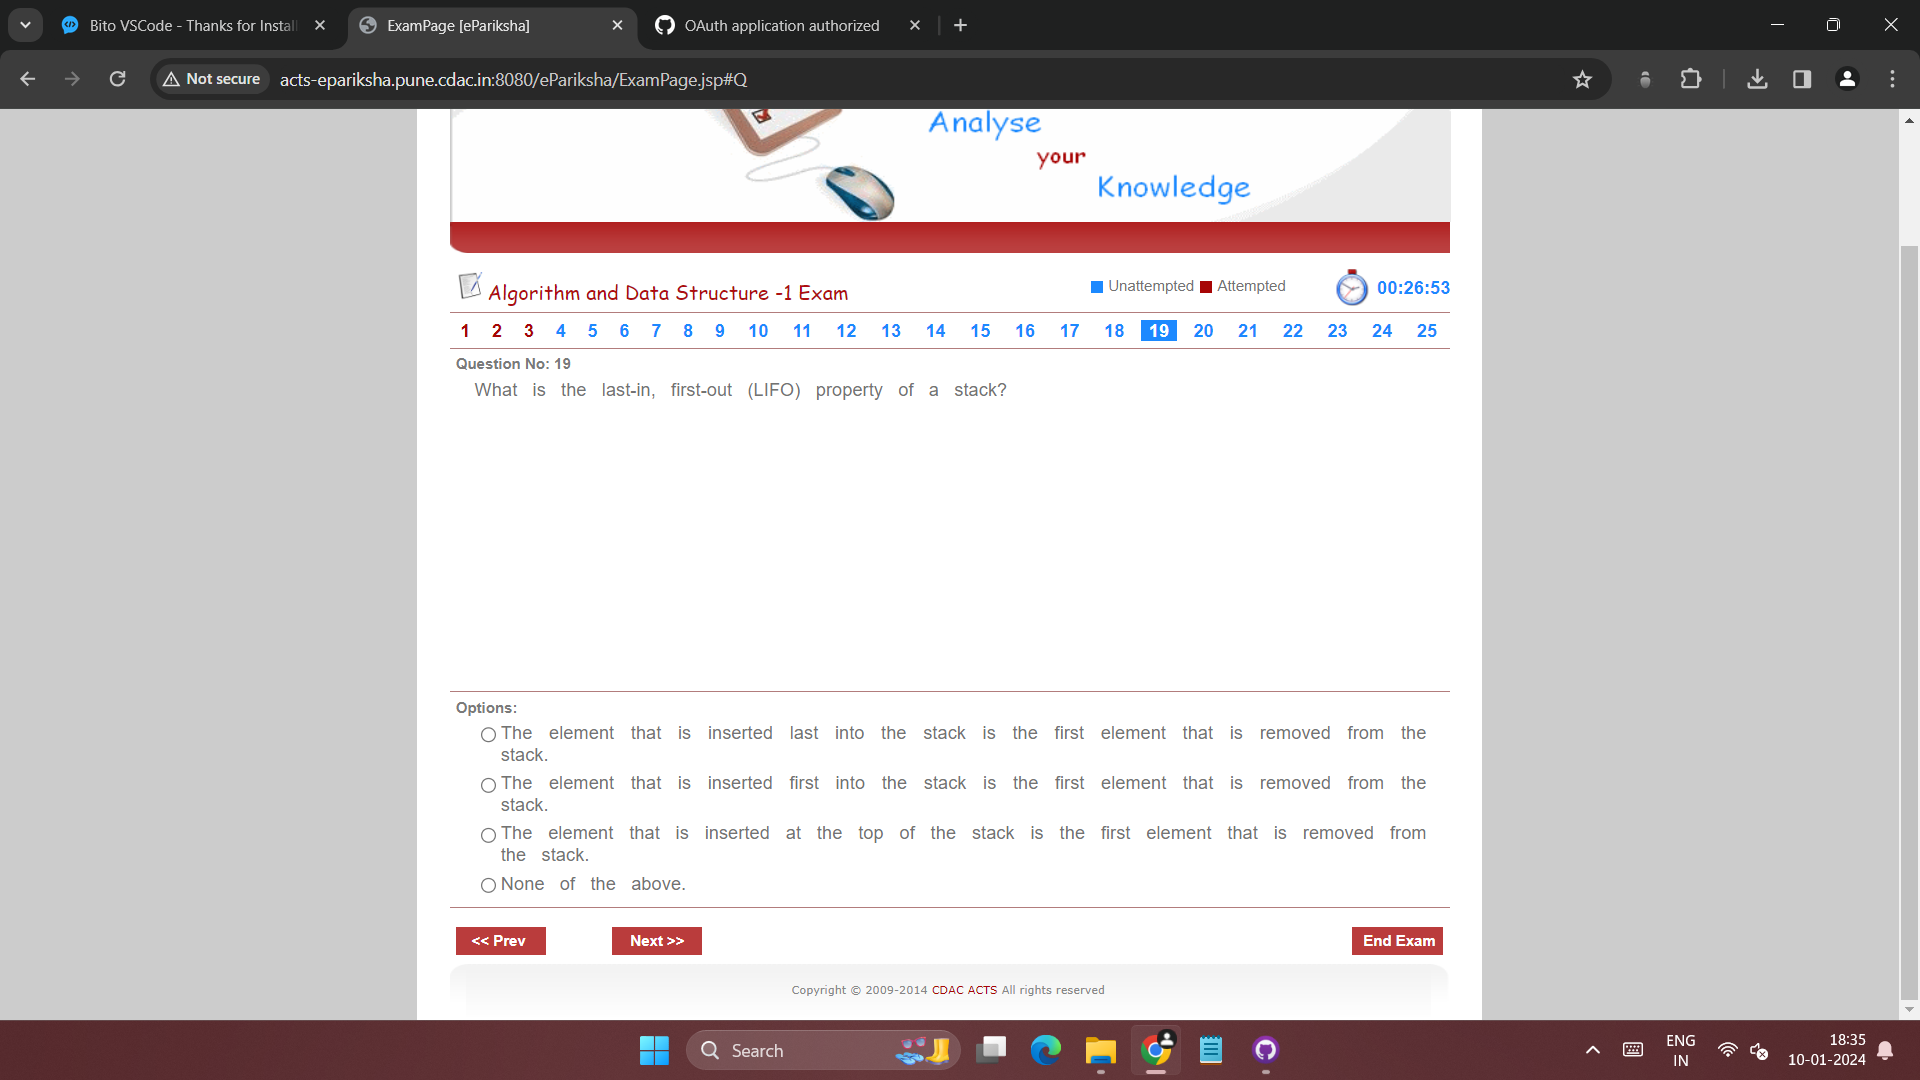 Bito VSCode - Thanks for Install
ExamPage [ePariksha]
OAuth application authorized
Not secure
acts-epariksha.pune.cdac.in:8080/ePariksha/ExamPage.jsp#Q
Analyse
your
Knowledge
Algorithm and Data Structure -1 Exam
Unattempted Attempted
00:26:53
1 2 3 4 5 6 7 8 9 10 11 12 13 14 15 16 17 18 19 20 21 22 23 24 25
Question No: 19
What is the last-in, first-out (LIFO) property of a stack?
Options:
The element that is inserted last into the stack is the first element that is removed from the
stack.
The element that is inserted first into the stack is the first element that is removed from the
stack.
The element that is inserted at the top of the stack is the first element that is removed from
the stack.
None of the above.
<< Prev
Next >>
End Exam
Copyright © 2009-2014 CDAC ACTS All rights reserved
Search
ENG
IN
18:35
10-01-2024